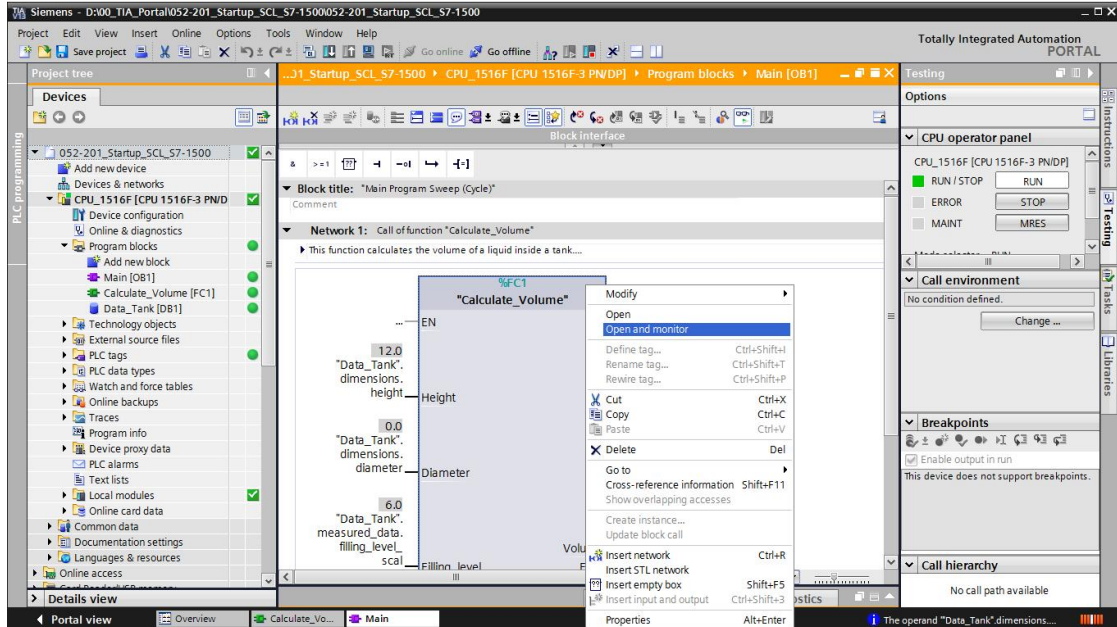 Siemens - D:\00_TIA_Portal\052-201_Startup_SCL_S7-1500\052-201_Startup_SCL_S7-1500
Project Edit View Insert Online Options Tools Window Help
Totally Integrated Automation
PORTAL
Save project
Go online
Go offline
Project tree
Devices
052-201_Startup_SCL_S7-1500
Add new device
Devices & networks
CPU_1516F [CPU 1516F-3 PN/D
Device configuration
Online & diagnostics
Program blocks
Add new block
Main [OB1]
Calculate_Volume [FC1]
Data_Tank [DB1]
Technology objects
External source files
PLC tags
PLC data types
Watch and force tables
Online backups
Traces
Program info
Device proxy data
PLC alarms
Text lists
Local modules
Online card data
Common data
Documentation settings
Languages & resources
Online access
Details view
PLC programming
..01_Startup_SCL_S7-1500 CPU_1516F [CPU 1516F-3 PN/DP] Program blocks Main [OB1]
Block interface
& >=1 ??
Block title: "Main Program Sweep (Cycle)"
Comment
Network 1: Call of function "Calculate_Volume"
This function calculates the volume of a liquid inside a tank....
%FC1
"Calculate_Volume"
... EN
12.0
"Data_Tank".
dimensions.
height Height
0.0
"Data_Tank".
dimensions.
diameter Diameter
6.0
"Data_Tank".
measured_data.
filling_level_
scal Filling_level
Volu
Modify
Open
Open and monitor
Define tag... Ctrl+Shift+I
Rename tag... Ctrl+Shift+T
Rewire tag... Ctrl+Shift+P
Cut Ctrl+X
Copy Ctrl+C
Paste Ctrl+V
Delete Del
Go to
Cross-reference information Shift+F11
Show overlapping accesses
Create instance...
Update block call
Insert network Ctrl+R
Insert STL network
Insert empty box Shift+F5
Insert input and output Ctrl+Shift+3
Properties Alt+Enter
ostics
Testing
Options
CPU operator panel
CPU_1516F [CPU 1516F-3 PN/DP]
RUN / STOP RUN
ERROR STOP
MAINT MRES
Call environment
No condition defined.
Change ...
Breakpoints
Enable output in run
This device does not support breakpoints.
Call hierarchy
No call path available
Instructions
Testing
Tasks
Libraries
Portal view
Overview
Calculate_Vo...
Main
The operand "Data_Tank".dimensions....